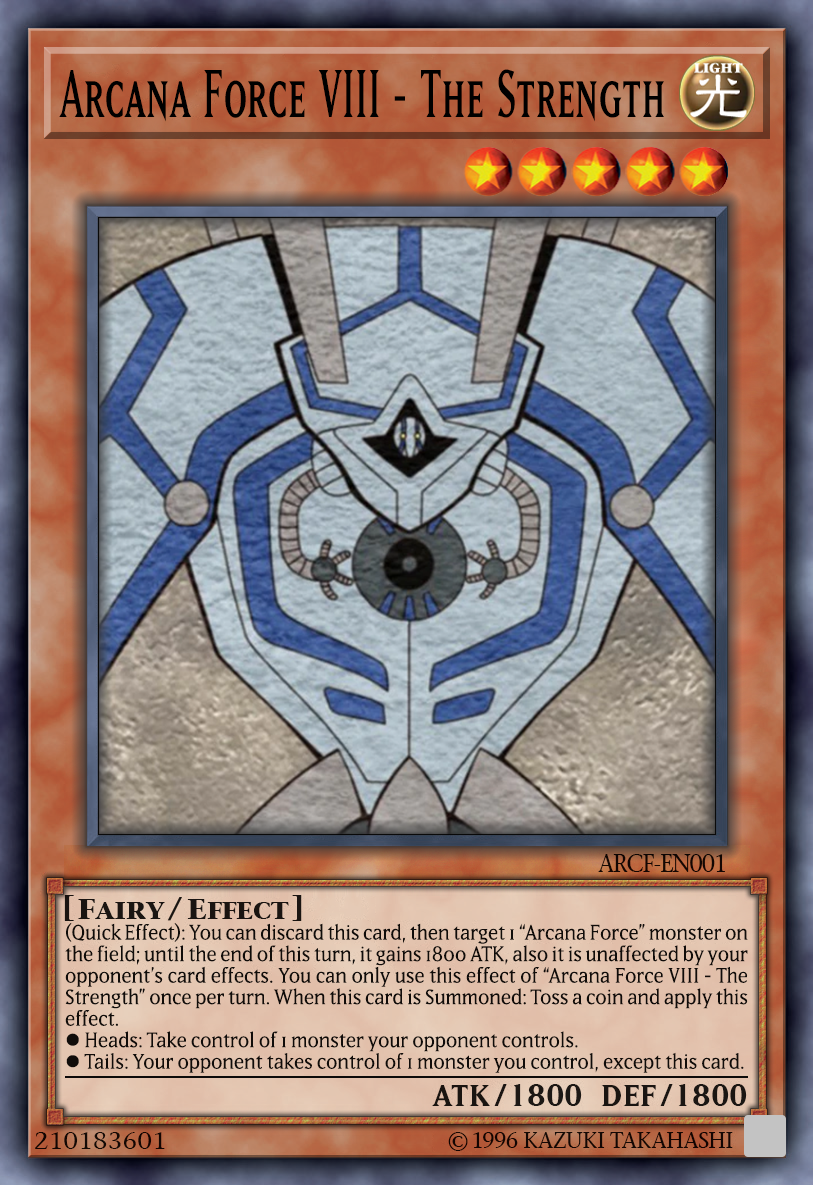 ARCANA FORCE VIII - THE STRENGTH
LIGHT
光
ARCF-EN001
[FAIRY/EFFECT]
(Quick Effect): You can discard this card, then target 1 “Arcana Force” monster on
the field; until the end of this turn, it gains 1800 ATK, also it is unaffected by your
opponent’s card effects. You can only use this effect of “Arcana Force VIII - The
Strength” once per turn. When this card is Summoned: Toss a coin and apply this
effect.
● Heads: Take control of 1 monster your opponent controls.
● Tails: Your opponent takes control of 1 monster you control, except this card.
ATK/1800 DEF/1800
210183601
© 1996 KAZUKI TAKAHASHI